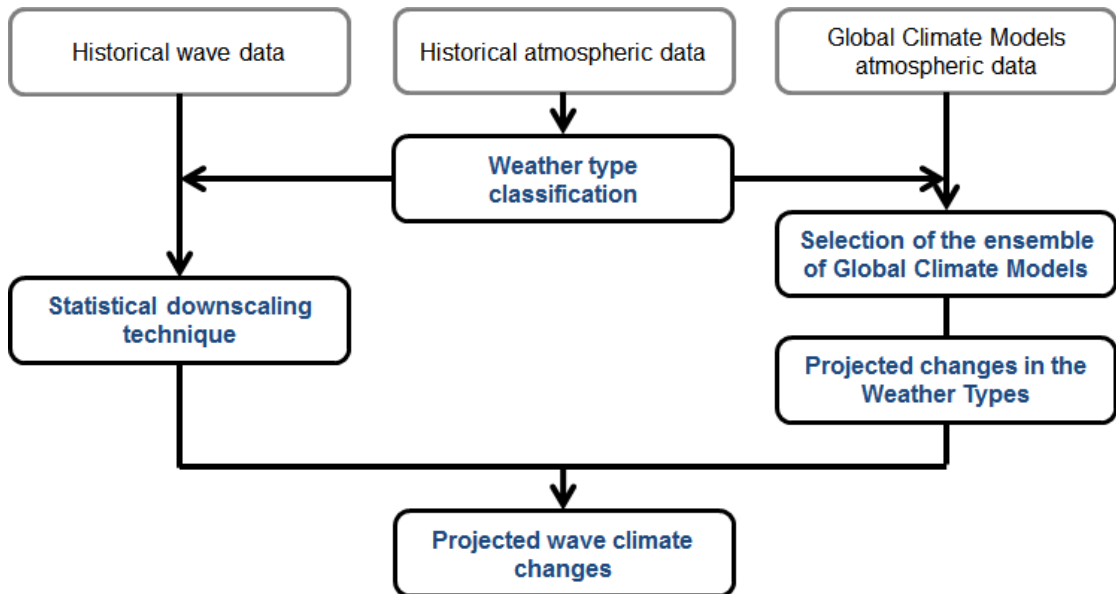 Historical wave data
Historical atmospheric data
Global Climate Models
atmospheric data
Weather type
classification
Selection of the ensemble
of Global Climate Models
Statistical downscaling
technique
Projected changes in the
Weather Types
Projected wave climate
changes